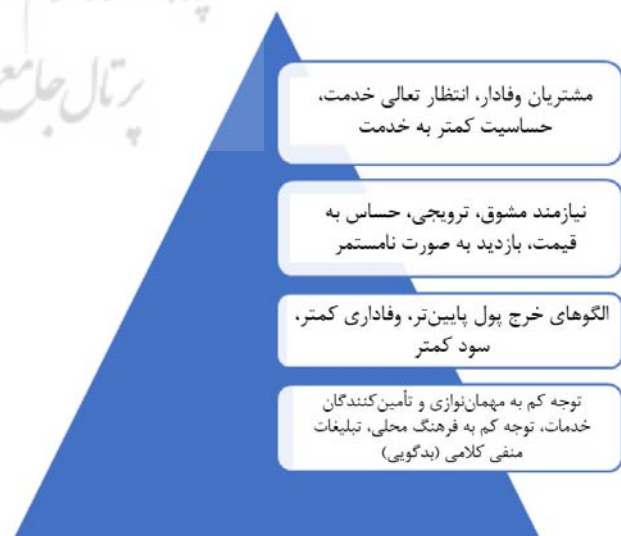 پرتال جامع
مشتریان وفادار، انتظار تعالی خدمت،
حساسیت کمتر به خدمت
نیازمند مشوق، ترویجی، حساس به
قیمت، بازدید به صورت نامستمر
الگوهای خرج پول پایین‌تر، وفاداری کمتر،
سود کمتر
توجه کم به مهمان‌نوازی و تأمین‌کنندگان
خدمات، توجه کم به فرهنگ محلی، تبلیغات
منفی کلامی (بدگویی)